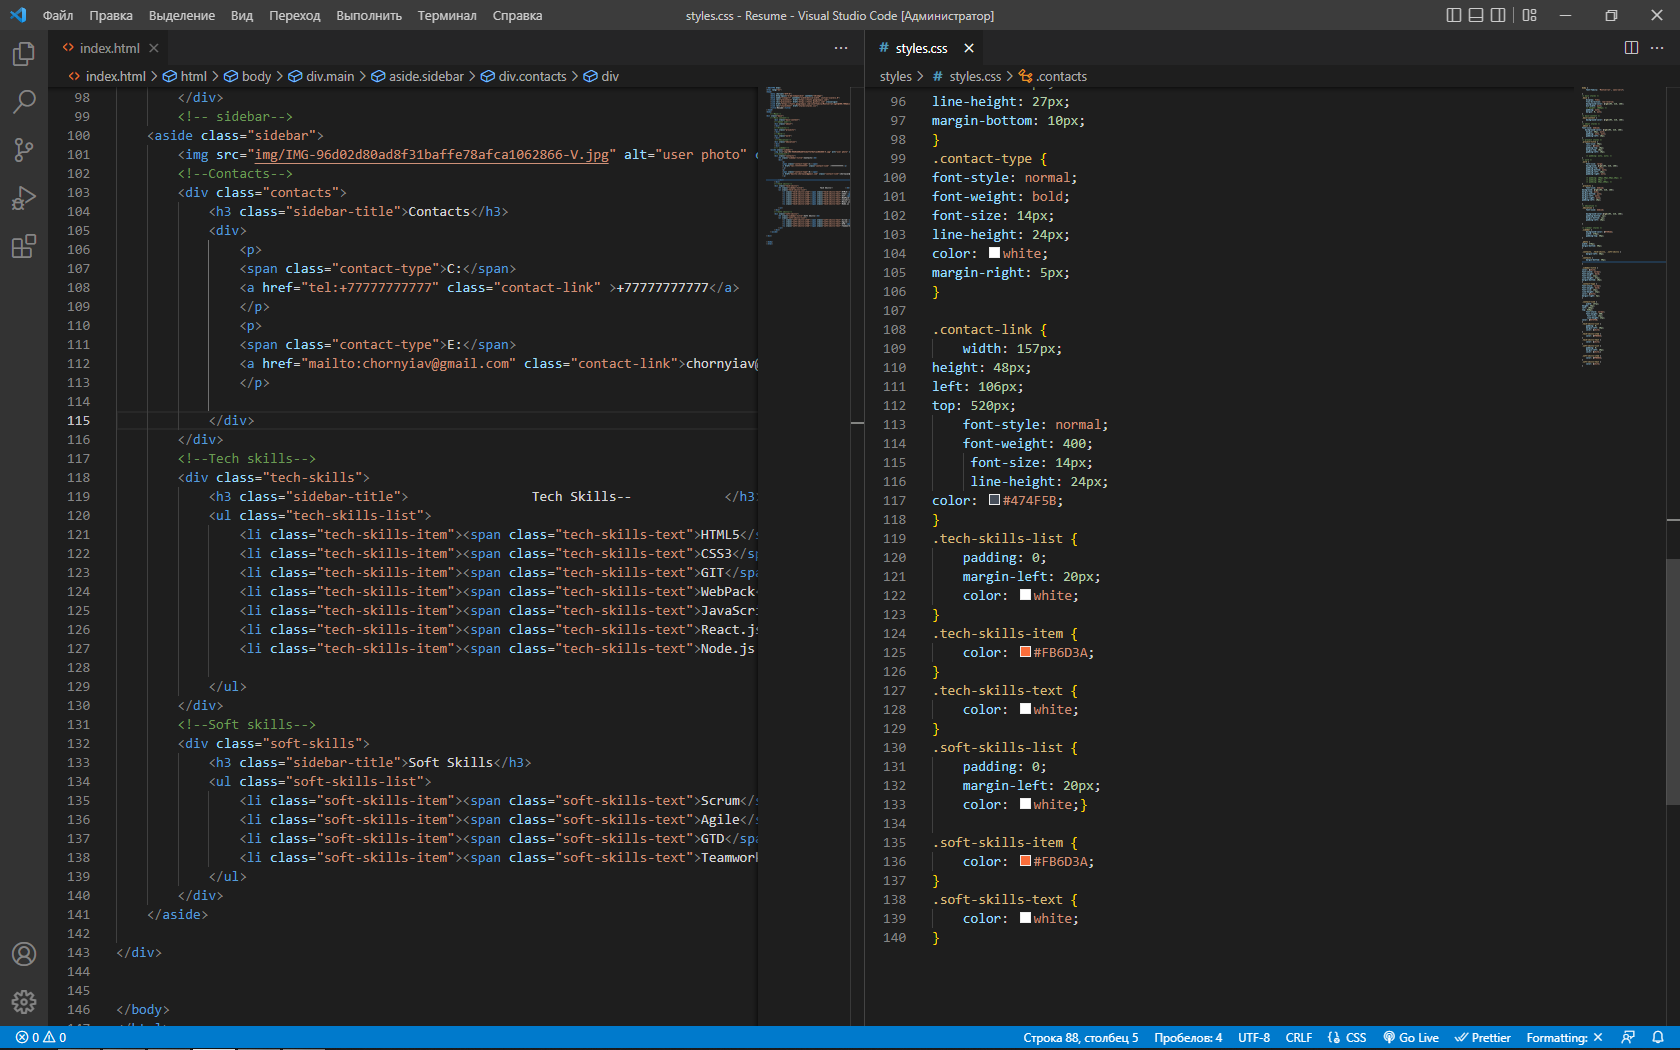 Файл Правка Выделение Вид Переход Выполнить Терминал Справка
styles.css - Resume - Visual Studio Code [Администратор]
index.html
index.html > html > body > div.main > aside.sidebar > div.contacts > div
98 </div>
99 <!-- sidebar-->
100 <aside class="sidebar">
101 <img src="img/IMG-96d02d80ad8f31baffe78afca1062866-V.jpg" alt="user photo"
102 <!--Contacts-->
103 <div class="contacts">
104 <h3 class="sidebar-title">Contacts</h3>
105 <div>
106 <p>
107 <span class="contact-type">C:</span>
108 <a href="tel:+77777777777" class="contact-link" >+77777777777</a>
109 </p>
110 <p>
111 <span class="contact-type">E:</span>
112 <a href="mailto:chornyiav@gmail.com" class="contact-link">chornyiav@
113 </p>
114
115 </div>
116 </div>
117 <!--Tech skills-->
118 <div class="tech-skills">
119 <h3 class="sidebar-title"> Tech Skills-- </h3
120 <ul class="tech-skills-list">
121 <li class="tech-skills-item"><span class="tech-skills-text">HTML5</s
122 <li class="tech-skills-item"><span class="tech-skills-text">CSS3</sp
123 <li class="tech-skills-item"><span class="tech-skills-text">GIT</spa
124 <li class="tech-skills-item"><span class="tech-skills-text">WebPack<
125 <li class="tech-skills-item"><span class="tech-skills-text">JavaScri
126 <li class="tech-skills-item"><span class="tech-skills-text">React.js
127 <li class="tech-skills-item"><span class="tech-skills-text">Node.js
128
129 </ul>
130 </div>
131 <!--Soft skills-->
132 <div class="soft-skills">
133 <h3 class="sidebar-title">Soft Skills</h3>
134 <ul class="soft-skills-list">
135 <li class="soft-skills-item"><span class="soft-skills-text">Scrum</s
136 <li class="soft-skills-item"><span class="soft-skills-text">Agile</s
137 <li class="soft-skills-item"><span class="soft-skills-text">GTD</spa
138 <li class="soft-skills-item"><span class="soft-skills-text">Teamwork
139 </ul>
140 </div>
141 </aside>
142
143 </div>
144
145
146 </body>
# styles.css
styles > # styles.css > .contacts
96 line-height: 27px;
97 margin-bottom: 10px;
98 }
99 .contact-type {
100 font-style: normal;
101 font-weight: bold;
102 font-size: 14px;
103 line-height: 24px;
104 color: white;
105 margin-right: 5px;
106 }
107
108 .contact-link {
109 width: 157px;
110 height: 48px;
111 left: 106px;
112 top: 520px;
113 font-style: normal;
114 font-weight: 400;
115 font-size: 14px;
116 line-height: 24px;
117 color: #474F5B;
118 }
119 .tech-skills-list {
120 padding: 0;
121 margin-left: 20px;
122 color: white;
123 }
124 .tech-skills-item {
125 color: #FB6D3A;
126 }
127 .tech-skills-text {
128 color: white;
129 }
130 .soft-skills-list {
131 padding: 0;
132 margin-left: 20px;
133 color: white;}
134
135 .soft-skills-item {
136 color: #FB6D3A;
137 }
138 .soft-skills-text {
139 color: white;
140 }
0 0
Строка 88, столбец 5 Пробелов: 4 UTF-8 CRLF {} CSS Go Live Prettier Formatting: ×